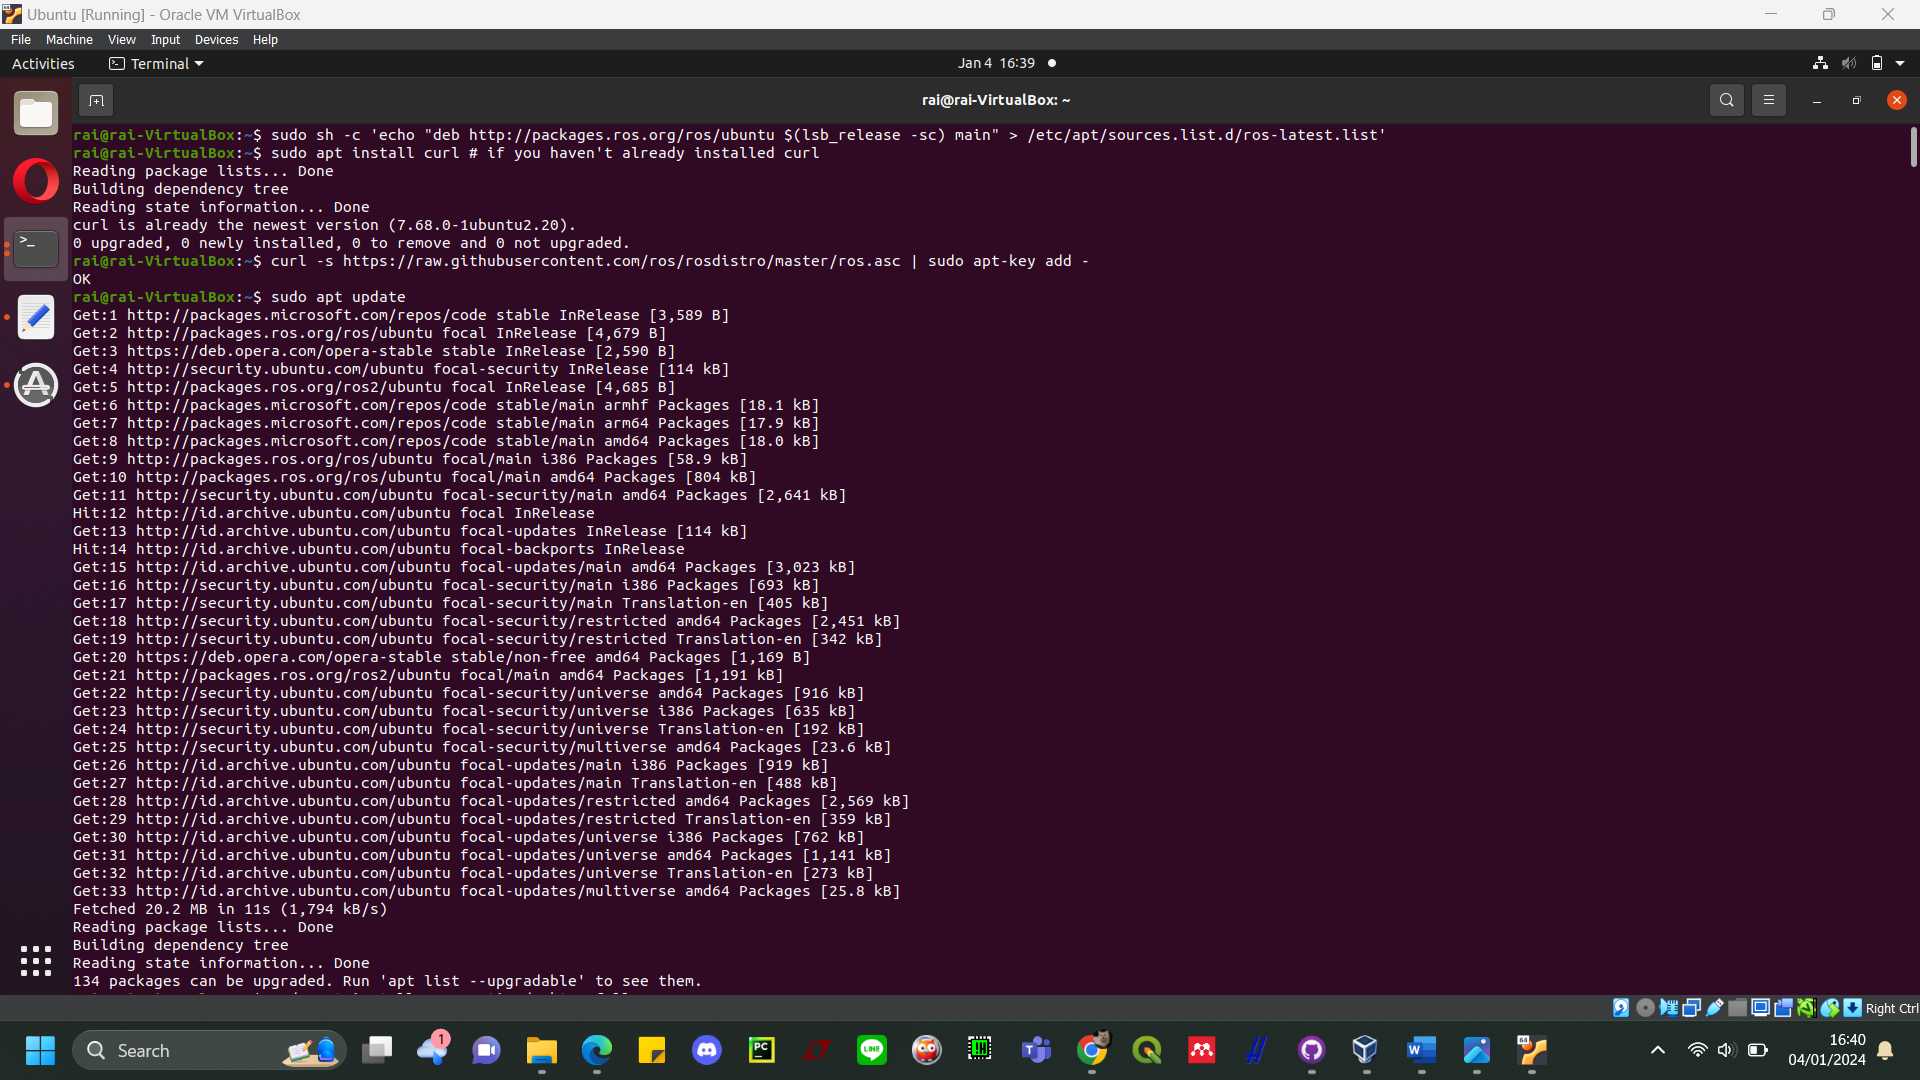 Ubuntu [Running] - Oracle VM VirtualBox
File Machine View Input Devices Help
Activities Terminal Jan 4 16:39
rai@rai-VirtualBox: ~
rai@rai-VirtualBox:~$ sudo sh -c 'echo "deb http://packages.ros.org/ros/ubuntu $(lsb_release -sc) main" > /etc/apt/sources.list.d/ros-latest.list'
rai@rai-VirtualBox:~$ sudo apt install curl # if you haven't already installed curl
Reading package lists... Done
Building dependency tree
Reading state information... Done
curl is already the newest version (7.68.0-1ubuntu2.20).
0 upgraded, 0 newly installed, 0 to remove and 0 not upgraded.
rai@rai-VirtualBox:~$ curl -s https://raw.githubusercontent.com/ros/rosdistro/master/ros.asc | sudo apt-key add -
OK
rai@rai-VirtualBox:~$ sudo apt update
Get:1 http://packages.microsoft.com/repos/code stable InRelease [3,589 B]
Get:2 http://packages.ros.org/ros/ubuntu focal InRelease [4,679 B]
Get:3 https://deb.opera.com/opera-stable stable InRelease [2,590 B]
Get:4 http://security.ubuntu.com/ubuntu focal-security InRelease [114 kB]
Get:5 http://packages.ros.org/ros2/ubuntu focal InRelease [4,685 B]
Get:6 http://packages.microsoft.com/repos/code stable/main armhf Packages [18.1 kB]
Get:7 http://packages.microsoft.com/repos/code stable/main arm64 Packages [17.9 kB]
Get:8 http://packages.microsoft.com/repos/code stable/main amd64 Packages [18.0 kB]
Get:9 http://packages.ros.org/ros/ubuntu focal/main i386 Packages [58.9 kB]
Get:10 http://packages.ros.org/ros/ubuntu focal/main amd64 Packages [804 kB]
Get:11 http://security.ubuntu.com/ubuntu focal-security/main amd64 Packages [2,641 kB]
Hit:12 http://id.archive.ubuntu.com/ubuntu focal InRelease
Get:13 http://id.archive.ubuntu.com/ubuntu focal-updates InRelease [114 kB]
Hit:14 http://id.archive.ubuntu.com/ubuntu focal-backports InRelease
Get:15 http://id.archive.ubuntu.com/ubuntu focal-updates/main amd64 Packages [3,023 kB]
Get:16 http://security.ubuntu.com/ubuntu focal-security/main i386 Packages [693 kB]
Get:17 http://security.ubuntu.com/ubuntu focal-security/main Translation-en [405 kB]
Get:18 http://security.ubuntu.com/ubuntu focal-security/restricted amd64 Packages [2,451 kB]
Get:19 http://security.ubuntu.com/ubuntu focal-security/restricted Translation-en [342 kB]
Get:20 https://deb.opera.com/opera-stable stable/non-free amd64 Packages [1,169 B]
Get:21 http://packages.ros.org/ros2/ubuntu focal/main amd64 Packages [1,191 kB]
Get:22 http://security.ubuntu.com/ubuntu focal-security/universe amd64 Packages [916 kB]
Get:23 http://security.ubuntu.com/ubuntu focal-security/universe i386 Packages [635 kB]
Get:24 http://security.ubuntu.com/ubuntu focal-security/universe Translation-en [192 kB]
Get:25 http://security.ubuntu.com/ubuntu focal-security/multiverse amd64 Packages [23.6 kB]
Get:26 http://id.archive.ubuntu.com/ubuntu focal-updates/main i386 Packages [919 kB]
Get:27 http://id.archive.ubuntu.com/ubuntu focal-updates/main Translation-en [488 kB]
Get:28 http://id.archive.ubuntu.com/ubuntu focal-updates/restricted amd64 Packages [2,569 kB]
Get:29 http://id.archive.ubuntu.com/ubuntu focal-updates/restricted Translation-en [359 kB]
Get:30 http://id.archive.ubuntu.com/ubuntu focal-updates/universe i386 Packages [762 kB]
Get:31 http://id.archive.ubuntu.com/ubuntu focal-updates/universe amd64 Packages [1,141 kB]
Get:32 http://id.archive.ubuntu.com/ubuntu focal-updates/universe Translation-en [273 kB]
Get:33 http://id.archive.ubuntu.com/ubuntu focal-updates/multiverse amd64 Packages [25.8 kB]
Fetched 20.2 MB in 11s (1,794 kB/s)
Reading package lists... Done
Building dependency tree
Reading state information... Done
134 packages can be upgraded. Run 'apt list --upgradable' to see them.
Right Ctrl
Search
1
PC
LINE
16:40
04/01/2024